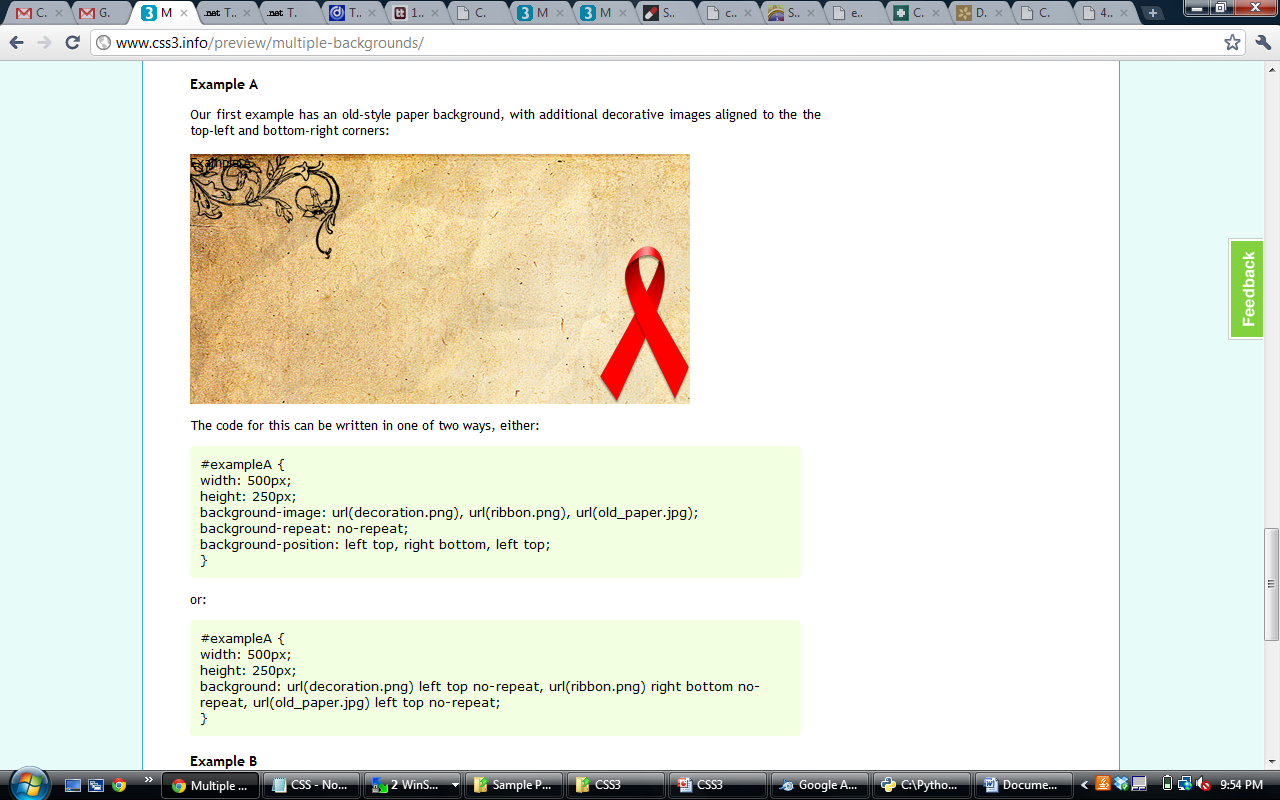 C.
G.
M
T..
T.
T..
1..
C.
M
M
S..
c..
S..
e..
C.
D.
C.
4..
www.css3.info/preview/multiple-backgrounds/
Example A
Our first example has an old-style paper background, with additional decorative images aligned to the the
top-left and bottom-right corners:
Example A
Feedback
The code for this can be written in one of two ways, either:
#exampleA {
width: 500px;
height: 250px;
background-image: url(decoration.png), url(ribbon.png), url(old_paper.jpg);
background-repeat: no-repeat;
background-position: left top, right bottom, left top;
}
or:
#exampleA {
width: 500px;
height: 250px;
background: url(decoration.png) left top no-repeat, url(ribbon.png) right bottom no-
repeat, url(old_paper.jpg) left top no-repeat;
}
Example B
Multiple ...
CSS - No...
2 WinS...
Sample P...
CSS3
CSS3
Google A...
C:\Pytho...
Docume...
9:54 PM